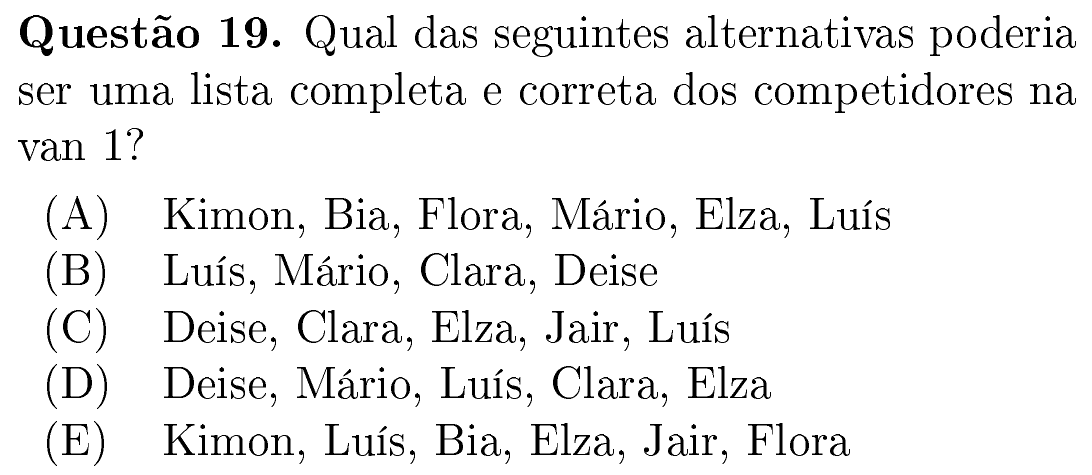 Questão 19. Qual das seguintes alternativas poderia
ser uma lista completa e correta dos competidores na
van 1?
(A) Kimon, Bia, Flora, Mário, Elza, Luís
(B) Luís, Mário, Clara, Deise
(C) Deise, Clara, Elza, Jair, Luís
(D) Deise, Mário, Luís, Clara, Elza
(E) Kimon, Luís, Bia, Elza, Jair, Flora